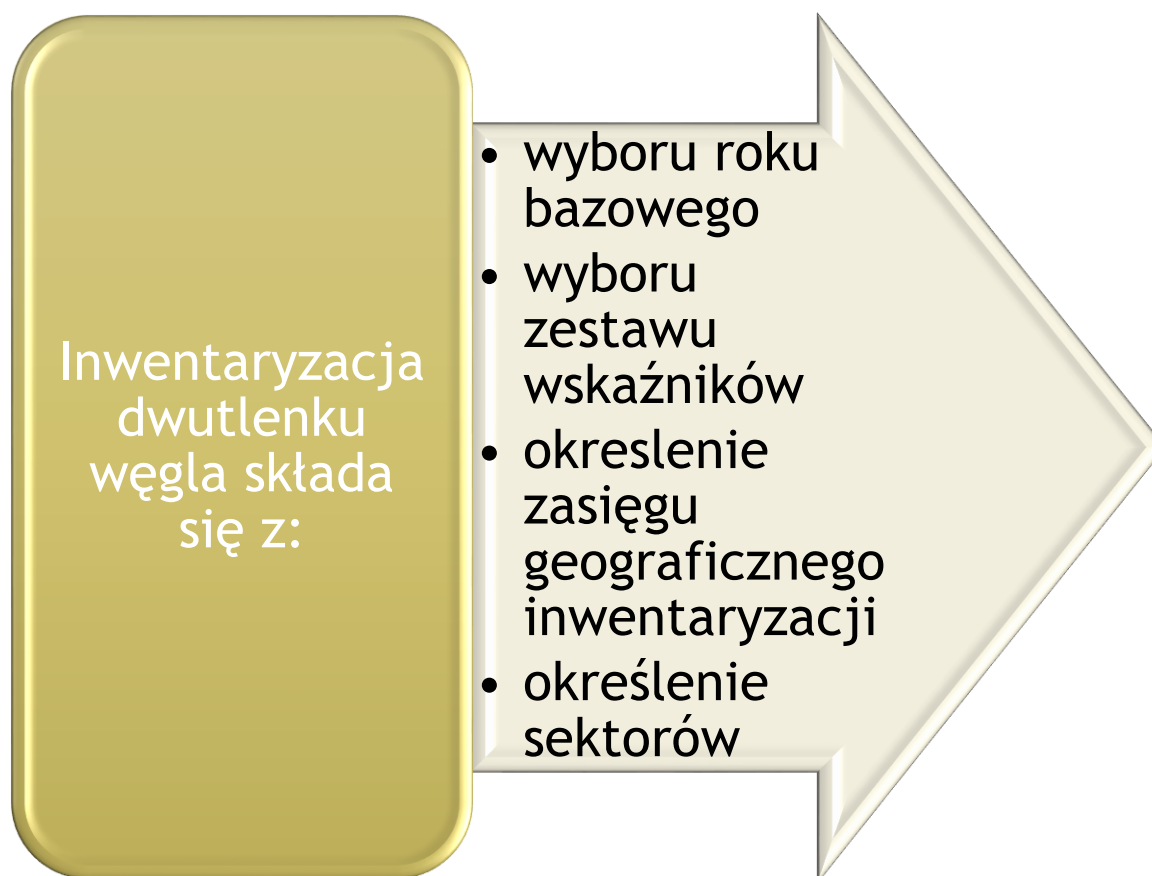 Inwentaryzacja
dwutlenku
węgla składa
się z:
• wyboru roku
bazowego
• wyboru
zestawu
wskaźników
• okreslenie
zasięgu
geograficznego
inwentaryzacji
• określenie
sektorów